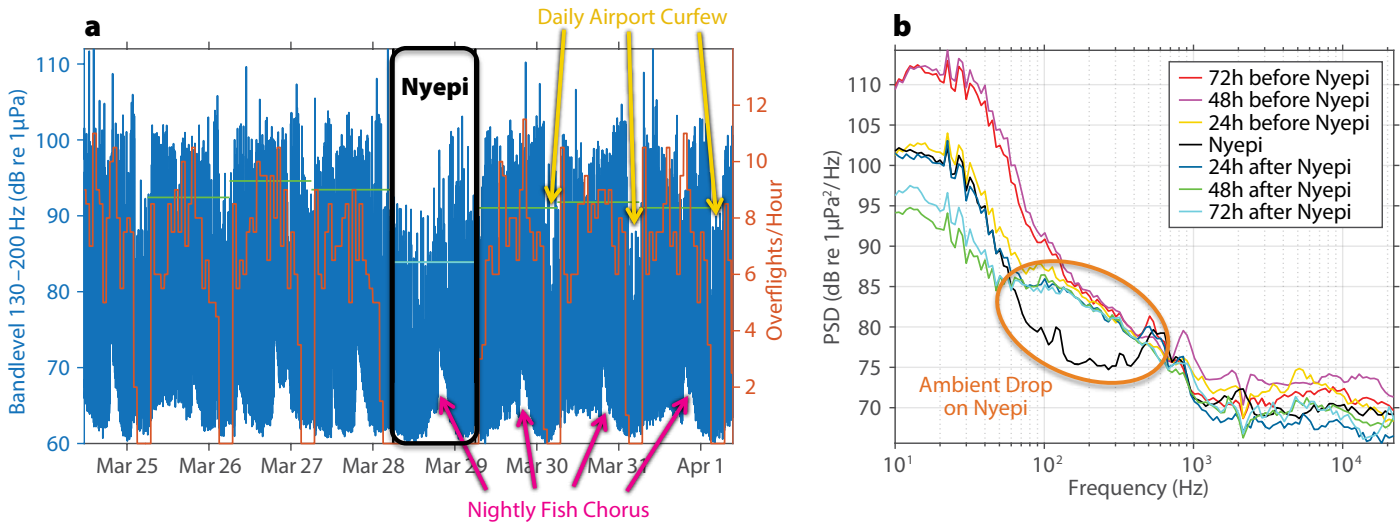 a
Daily Airport Curfew
Nyepi
Bandlevel 130–200 Hz (dB re 1μPa)
110
100
90
80
70
60
12
10
8
6
4
2
Overflights/Hour
Mar 25
Mar 26
Mar 27
Mar 28
Mar 29
Mar 30
Mar 31
Apr 1
Nightly Fish Chorus
b
PSD (dB re 1μPa²/ Hz)
110
105
100
95
90
85
80
75
70
72h before Nyepi
48h before Nyepi
24h before Nyepi
Nyepi
24h after Nyepi
48h after Nyepi
72h after Nyepi
Ambient Drop
on Nyepi
10¹
10²
10³
10⁴
Frequency (Hz)